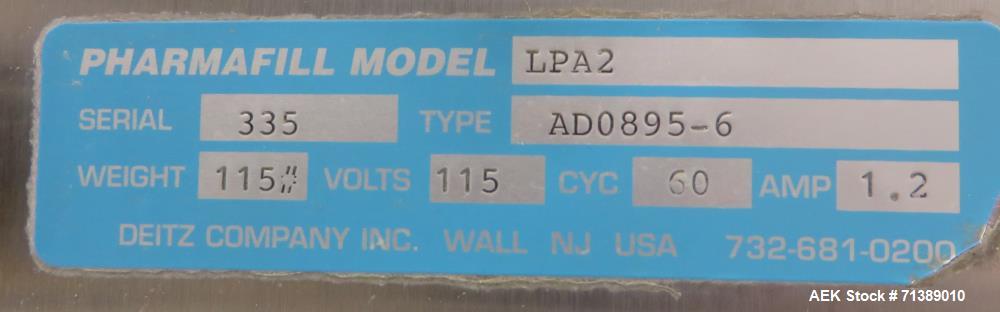 PHARMAFILL MODEL LPA2
SERIAL 335 TYPE AD0895-6
WEIGHT 115# VOLTS 115 CYC 60 AMP 1.2
DEITZ COMPANY INC. WALL NJ USA 732-681-0200
AEK Stock # 71389010